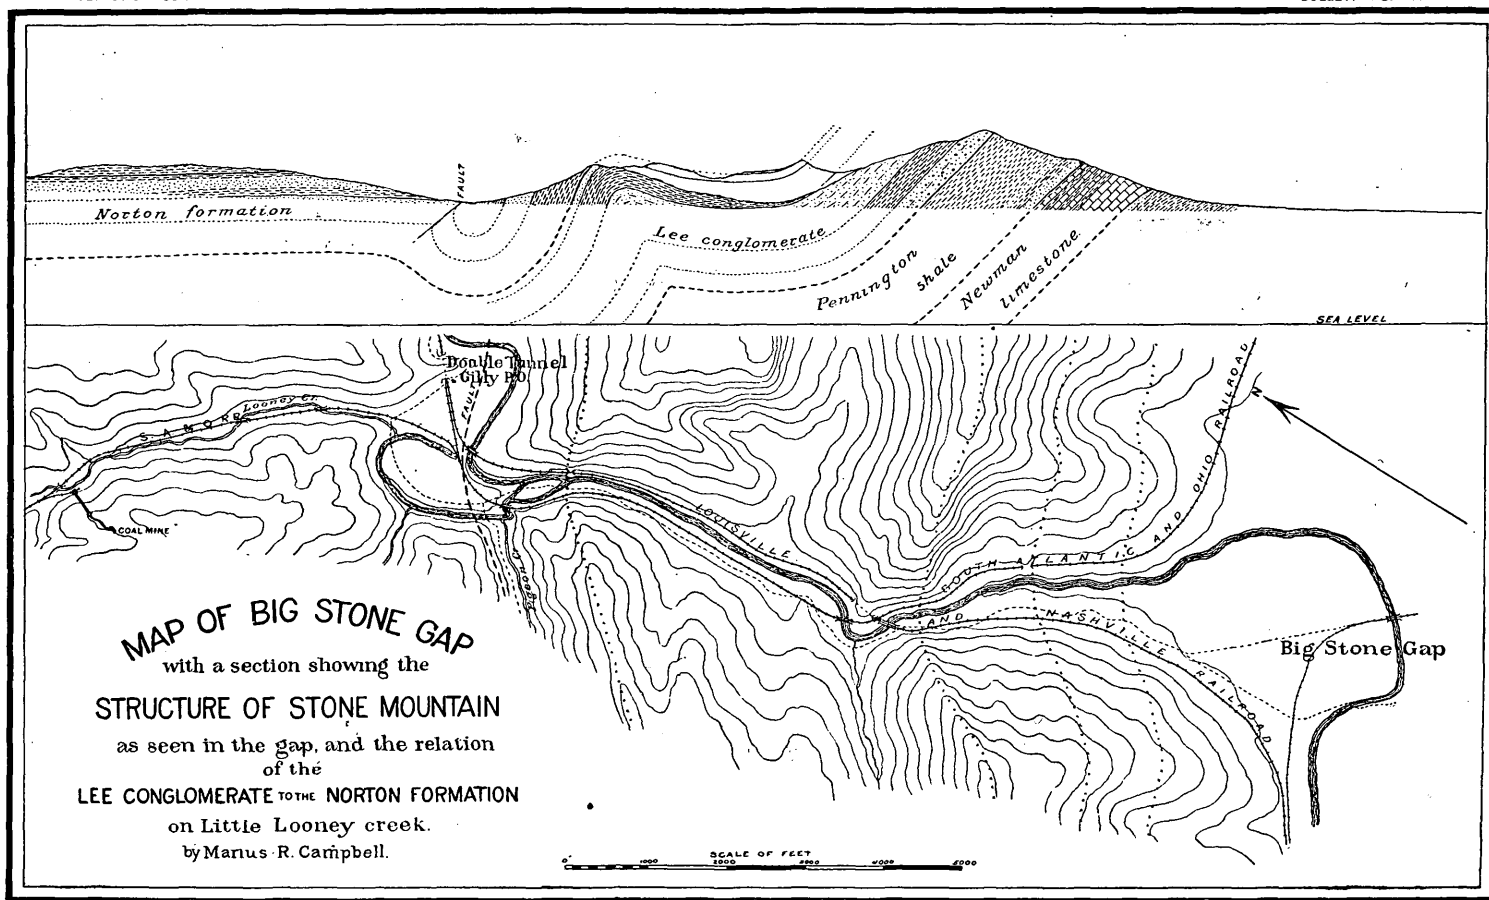 FAULT
Norton formation
Lee conglomerate
Pennington
shale
Newman
limestone
SEA LEVEL
Double Tunnel
Gilly P.O.
FAULT
Looney Cr.
COAL MINE
LOUISVILLE
AND
NASHVILLE
RAILROAD
SOUTH ATLANTIC AND OHIO RAILROAD
N
Big Stone Gap
MAP OF BIG STONE GAP
with a section showing the
STRUCTURE OF STONE MOUNTAIN
as seen in the gap, and the relation
of the
LEE CONGLOMERATE TO THE NORTON FORMATION
on Little Looney creek.
by Marius R. Campbell.
SCALE OF FEET
0 1000 2000 3000 4000 5000